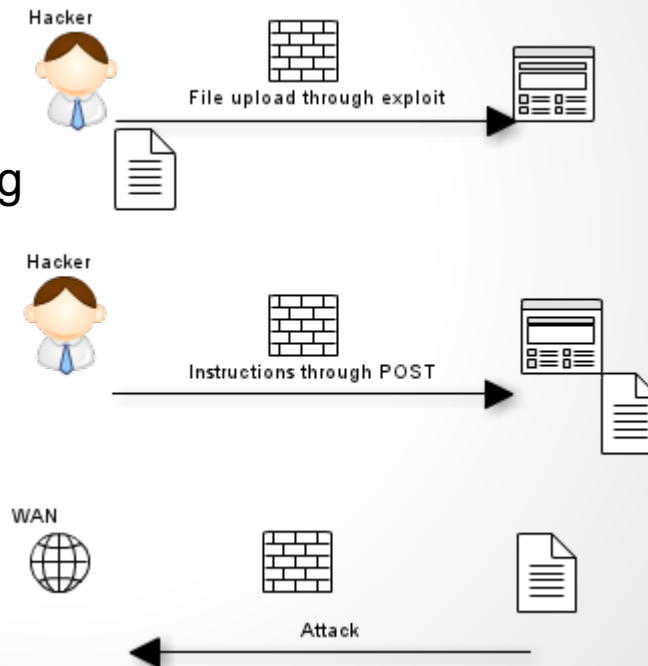 Hacker
File upload through exploit
g
Hacker
Instructions through POST
WAN
Attack